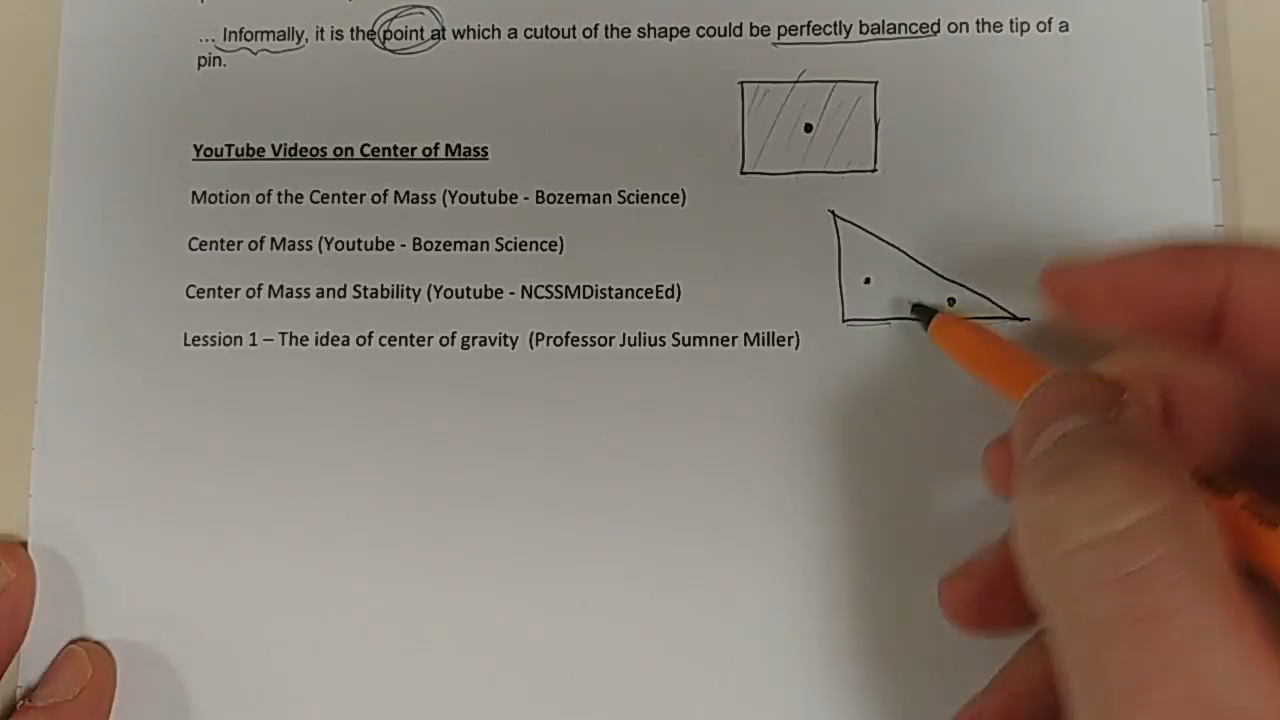 ... Informally, it is the point at which a cutout of the shape could be perfectly balanced on the tip of a
pin.
YouTube Videos on Center of Mass
Motion of the Center of Mass (Youtube - Bozeman Science)
Center of Mass (Youtube - Bozeman Science)
Center of Mass and Stability (Youtube - NCSSMDistanceEd)
Lession 1 – The idea of center of gravity (Professor Julius Sumner Miller)